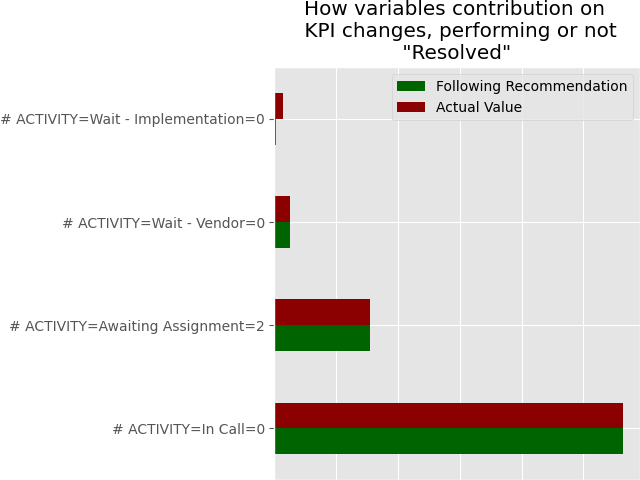 How variables contribution on
KPI changes, performing or not
"Resolved"
Following Recommendation
Actual Value
# ACTIVITY=Wait - Implementation=0
# ACTIVITY=Wait - Vendor=0
# ACTIVITY=Awaiting Assignment=2
# ACTIVITY=In Call=0